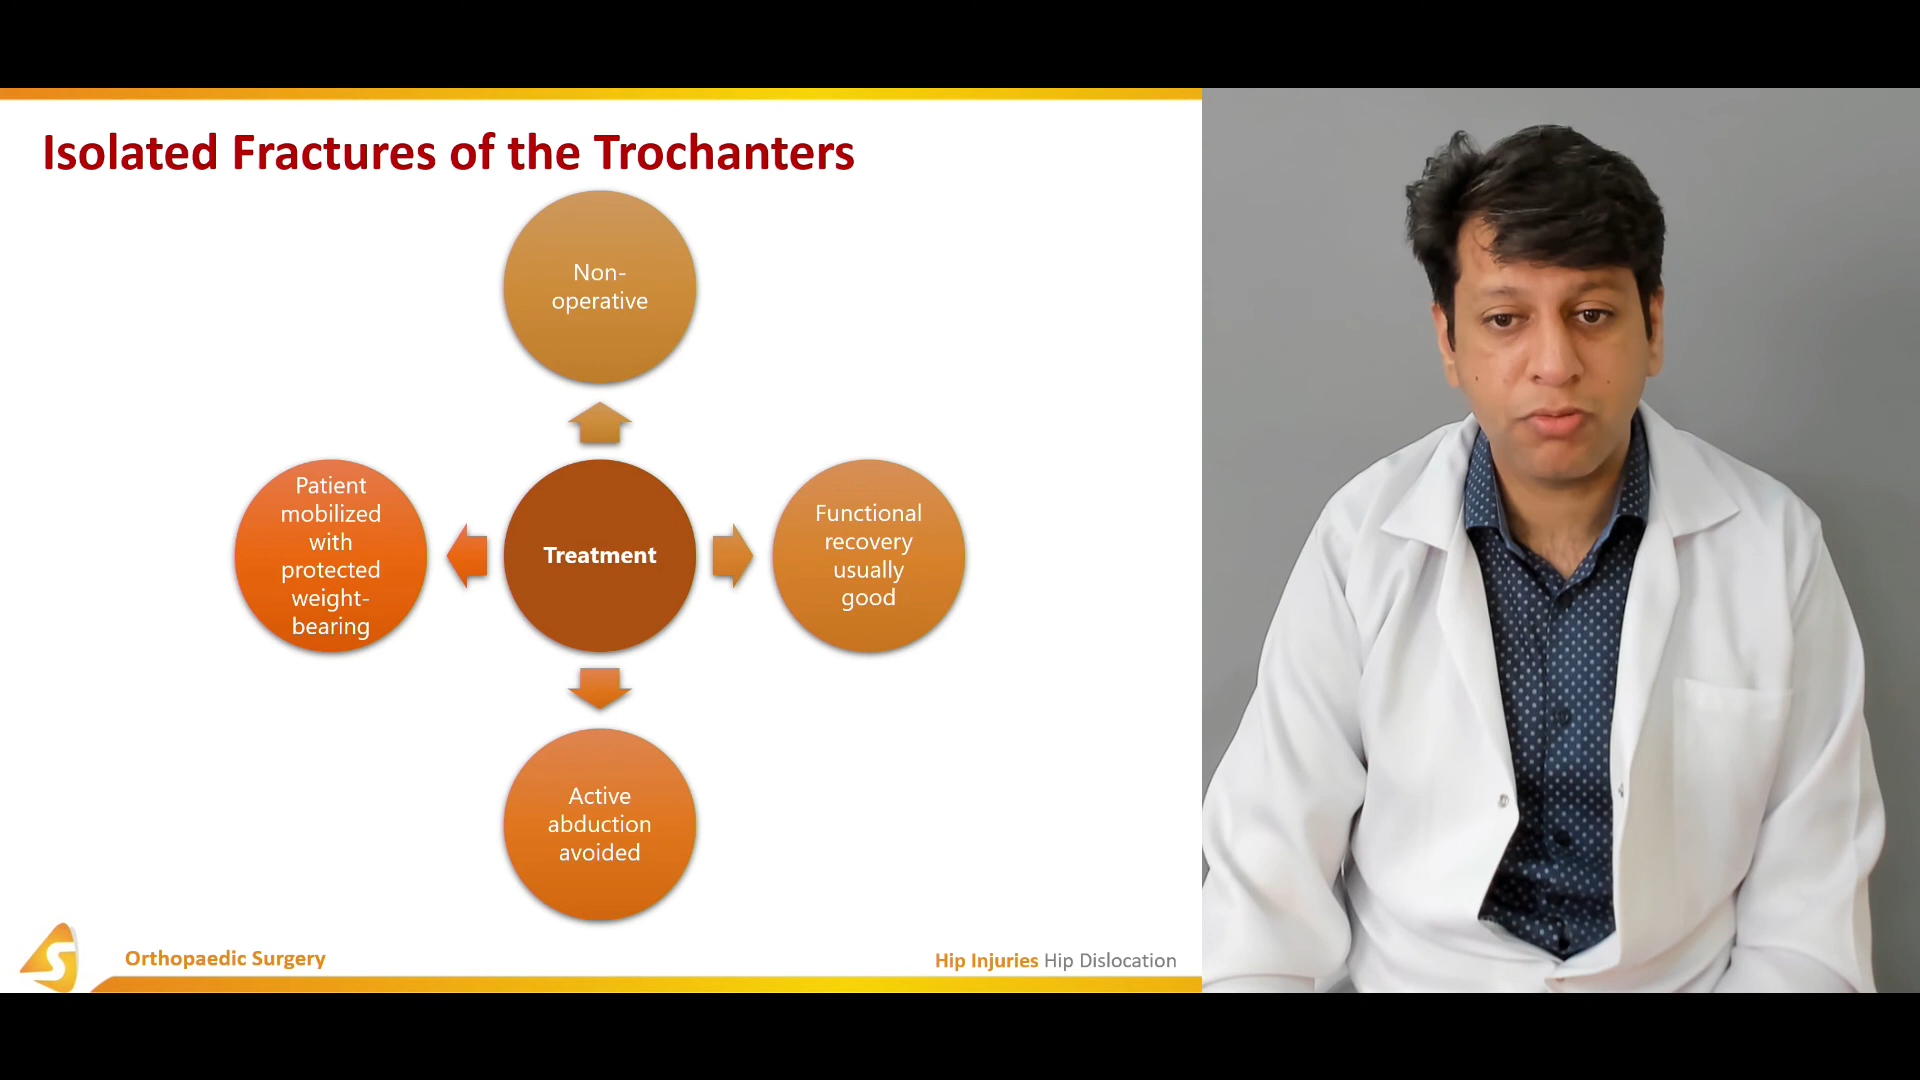 Isolated Fractures of the Trochanters
Non-
operative
Patient
mobilized
with
protected
weight-
bearing
Treatment
Functional
recovery
usually
good
Active
abduction
avoided
S
Orthopaedic Surgery
Hip Injuries Hip Dislocation